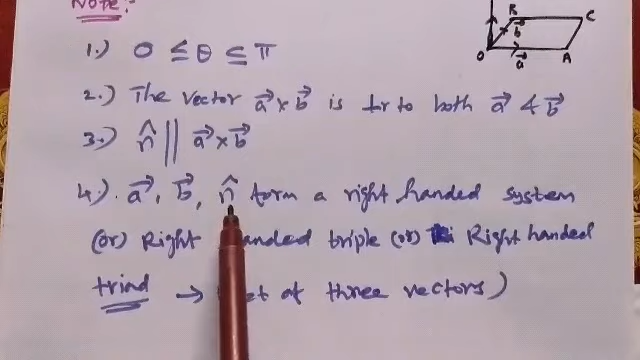 Note:-
B
C
b⃗
O
a⃗
A
1.) 0 ≤ θ ≤ π
2.) The vector a⃗ x b⃗ is ⊥r to both a⃗ & b⃗
3.) n̂ || a⃗ x b⃗
4.) a⃗, b⃗, n̂ form a right handed system
(or) Right handed triple (or) Right handed
triad → set of three vectors)